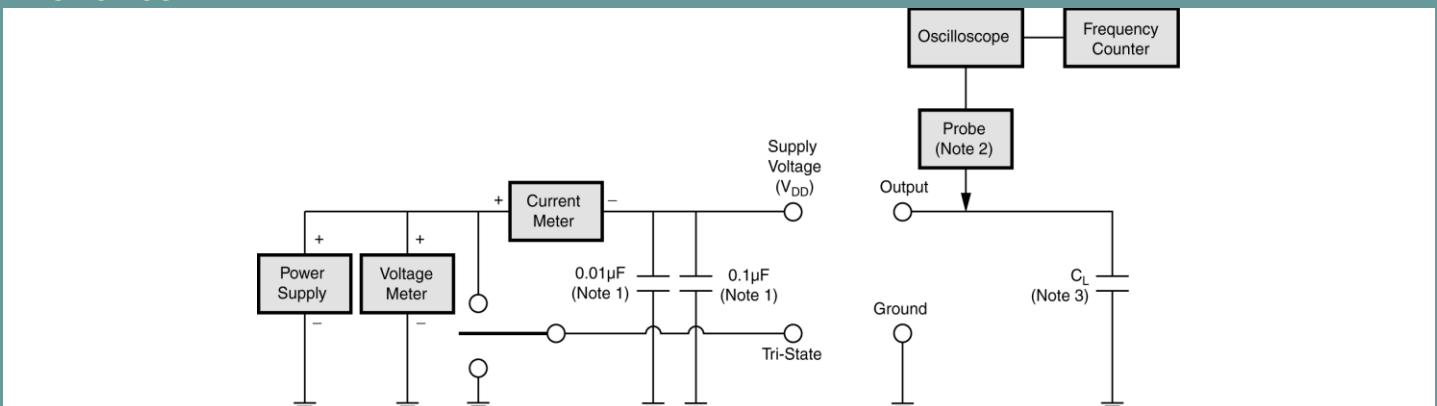 Oscilloscope
Frequency
Counter
Probe
(Note 2)
Supply
Voltage
(VDD)
Output
+
Current
Meter
–
+
Power
Supply
–
+
Voltage
Meter
–
0.01µF
(Note 1)
0.1µF
(Note 1)
CL
(Note 3)
Ground
Tri-State